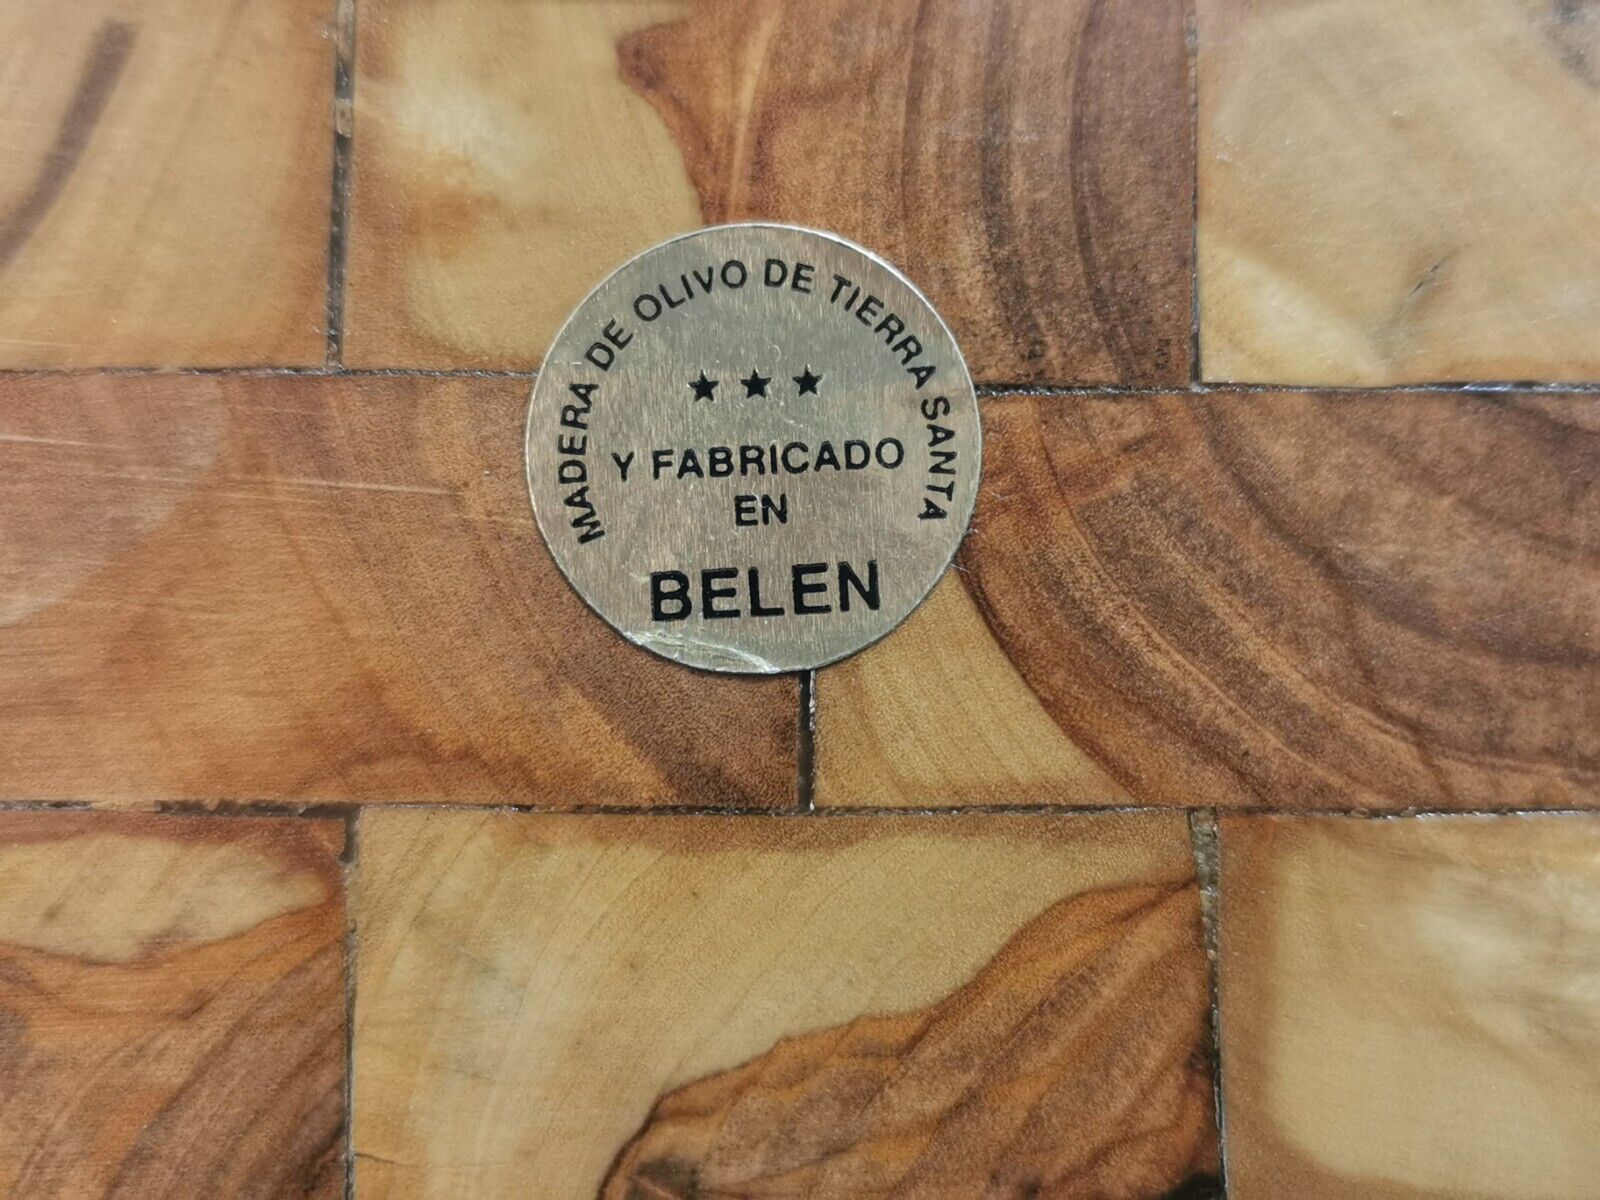 MADERA DE OLIVO DE TIERRA SANTA
★ ★ ★
Y FABRICADO
EN
BELEN